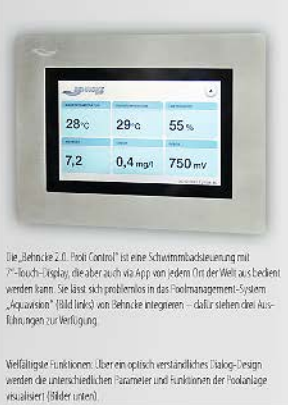 28°C 29°C 55 %
7,2 0,4 mg/l 750 mV
Die „Behncke 2.0. Profi Control“ ist eine Schwimmbadsteuerung mit
7"-Touch-Display, die aber auch via App von jedem Ort der Welt aus bedient
werden kann. Sie lässt sich problemlos in das Poolmanagement-System
„Aquavision“ (Bild links) von Behncke integrieren – dafür stehen drei Aus-
führungen zur Verfügung.
Vielfältigste Funktionen: Über ein optisch verständliches Dialog-Design
werden die unterschiedlichen Parameter und Funktionen der Poolanlage
visualisiert (Bilder unten).